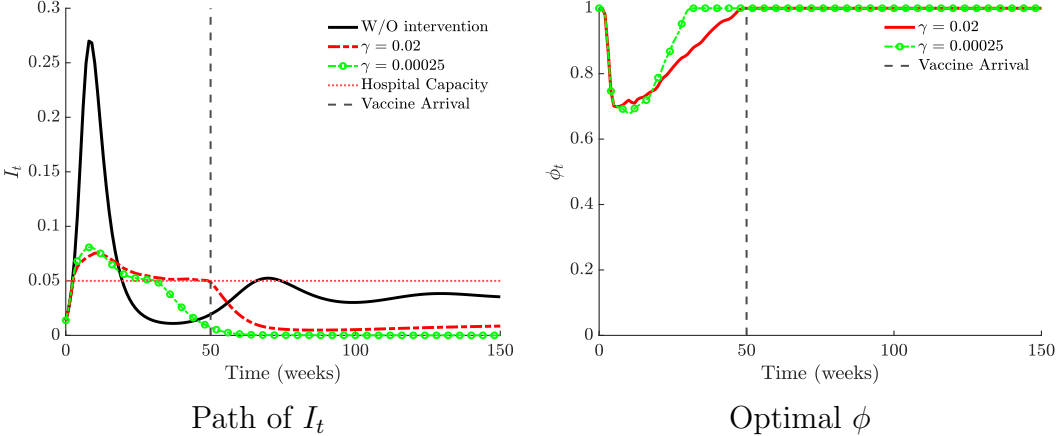 0.3
0.25
0.2
0.15
0.1
0.05
0
I_t
0
50
100
150
Time (weeks)
W/O intervention
γ = 0.02
γ = 0.00025
Hospital Capacity
Vaccine Arrival
Path of I_t
1
0.8
0.6
0.4
0.2
0
ϕ_t
0
50
100
150
Time (weeks)
γ = 0.02
γ = 0.00025
Vaccine Arrival
Optimal ϕ